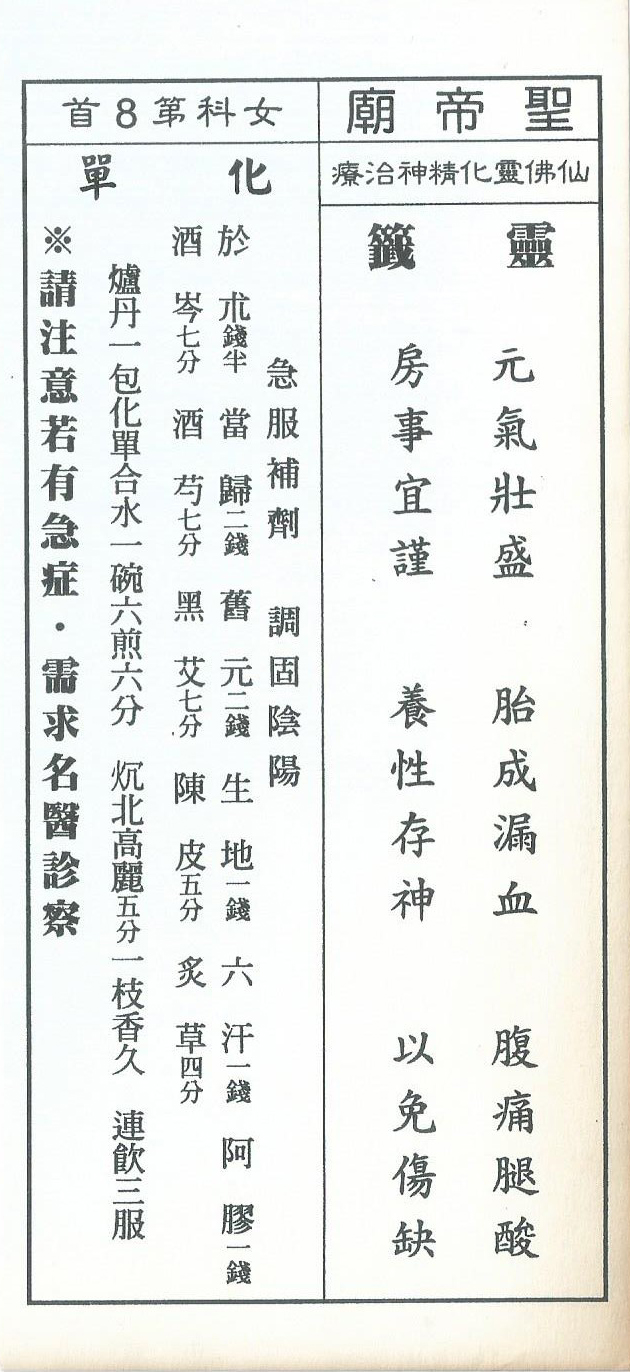 聖帝廟
仙佛靈化精神治療
靈籤
元氣壯盛　胎成漏血　腹痛腿酸
房事宜謹　養性存神　以免傷缺
女科第8首
化單
急服補劑　調固陰陽
於朮錢半 當歸二錢 舊元二錢 生地一錢 六汗一錢 阿膠一錢
酒岑七分 酒芍七分 黑艾七分 陳皮五分 炙草四分
爐丹一包化單合水一碗六煎六分　炕北高麗五分一枝香久　連飲三服
※請注意若有急症・需求名醫診察